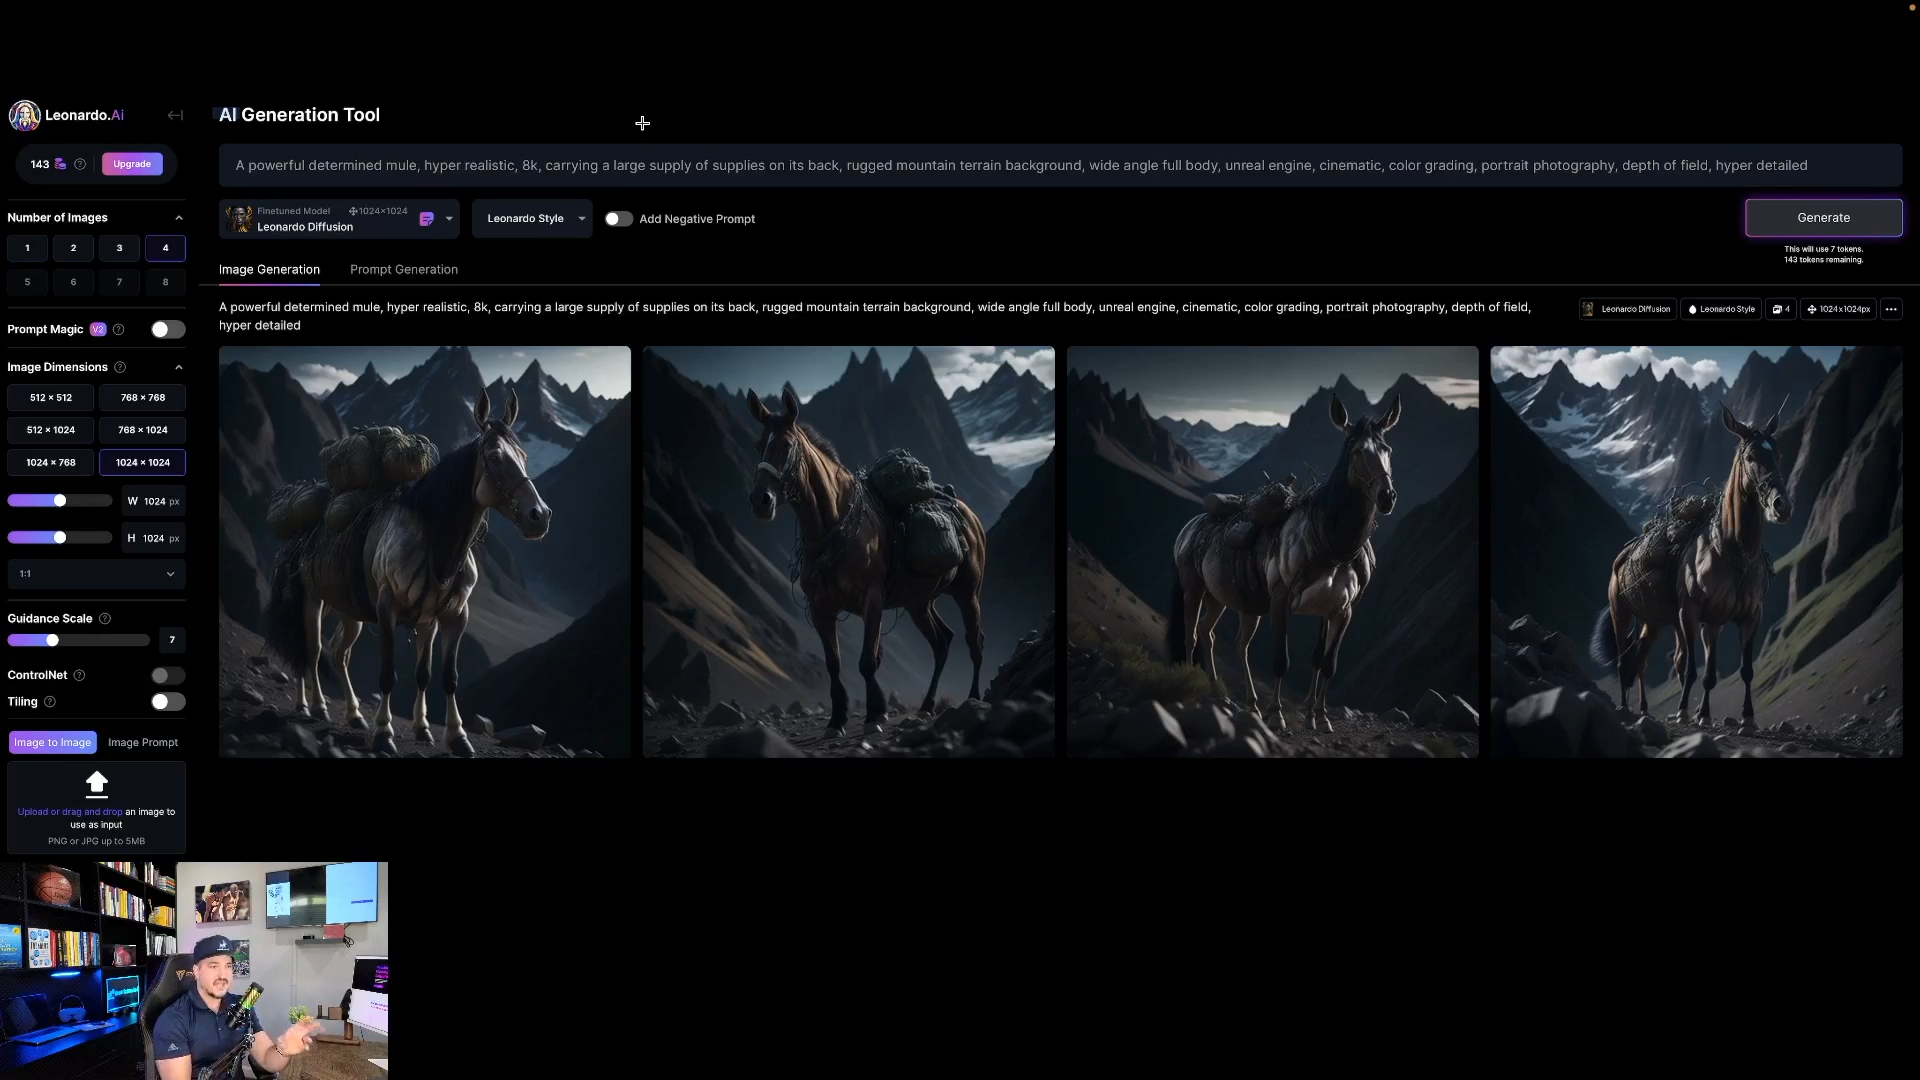 Leonardo.Ai
143
Upgrade
Number of Images
1 2 3 4
5 6 7 8
Prompt Magic V2
Image Dimensions
512 × 512 768 × 768
512 × 1024 768 × 1024
1024 × 768 1024 × 1024
W 1024 px
H 1024 px
1:1
Guidance Scale
7
ControlNet
Tiling
Image to Image Image Prompt
Upload or drag and drop an image to
use as input
PNG or JPG up to 5MB
AI Generation Tool
A powerful determined mule, hyper realistic, 8k, carrying a large supply of supplies on its back, rugged mountain terrain background, wide angle full body, unreal engine, cinematic, color grading, portrait photography, depth of field, hyper detailed
Finetuned Model 1024×1024
Leonardo Diffusion
Leonardo Style
Add Negative Prompt
Generate
This will use 7 tokens.
143 tokens remaining.
Image Generation Prompt Generation
A powerful determined mule, hyper realistic, 8k, carrying a large supply of supplies on its back, rugged mountain terrain background, wide angle full body, unreal engine, cinematic, color grading, portrait photography, depth of field,
hyper detailed
Leonardo Diffusion Leonardo Style 4 1024x1024px